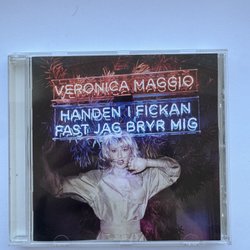 VERONICA MAGGIO
HANDEN I FICKAN
FAST JAG BRYR MIG